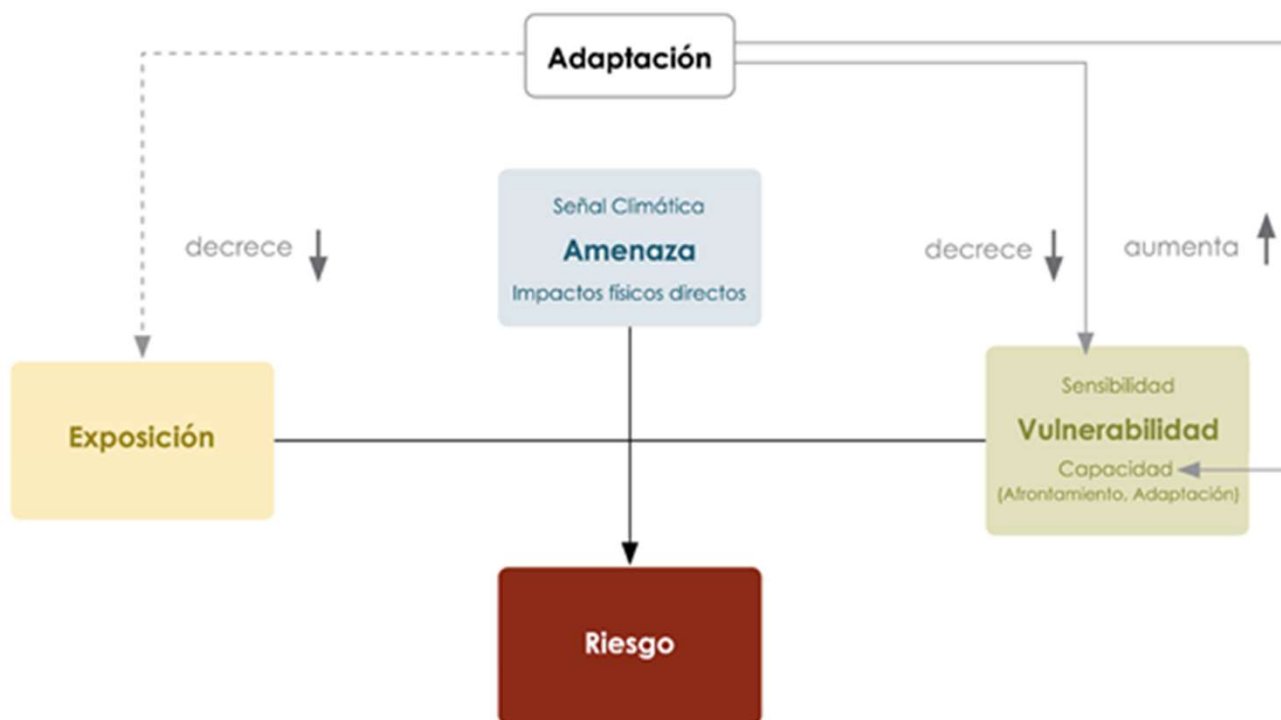 Adaptación
Señal Climática
Amenaza
Impactos físicos directos
decrece
decrece
aumenta
Exposición
Sensibilidad
Vulnerabilidad
Capacidad
(Afrontamiento, Adaptación)
Riesgo